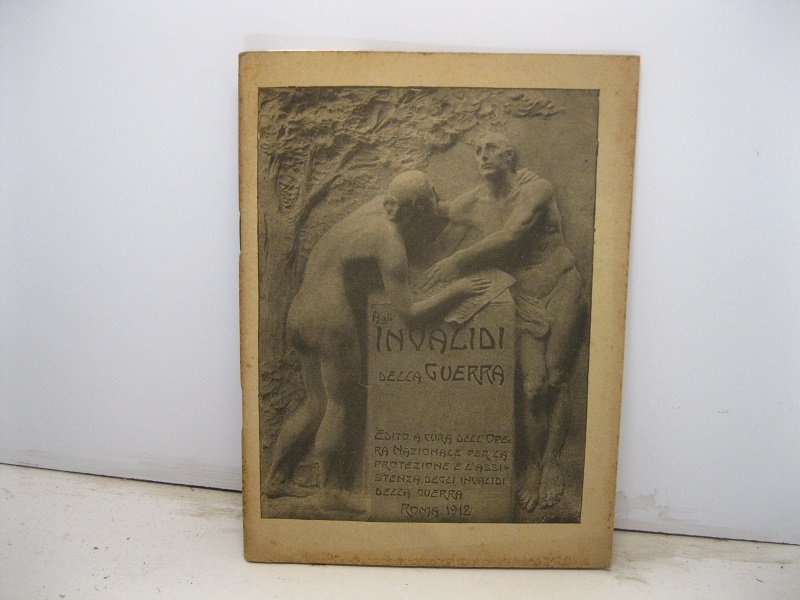 Agli
INVALIDI
DELLA GUERRA
EDITO A CURA DELL'OPE-
RA NAZIONALE PER LA
PROTEZIONE E L'ASSI-
STENZA DEGLI INVALIDI
DELLA GUERRA
ROMA 1918